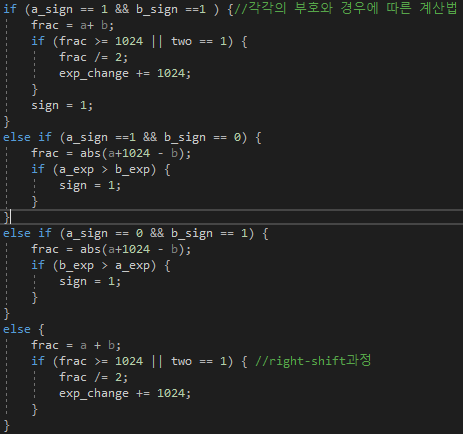 if (a_sign == 1 && b_sign ==1 ) {//각각의 부호와 경우에 따른 계산법
    frac = a+ b;
    if (frac >= 1024 || two == 1) {
        frac /= 2;
        exp_change += 1024;
    }
    sign = 1;
}
else if (a_sign ==1 && b_sign == 0) {
    frac = abs(a+1024 - b);
    if (a_exp > b_exp) {
        sign = 1;
    }
}
else if (a_sign == 0 && b_sign == 1) {
    frac = abs(a+1024 - b);
    if (b_exp > a_exp) {
        sign = 1;
    }
}
else {
    frac = a + b;
    if (frac >= 1024 || two == 1) { //right-shift과정
        frac /= 2;
        exp_change += 1024;
    }
}